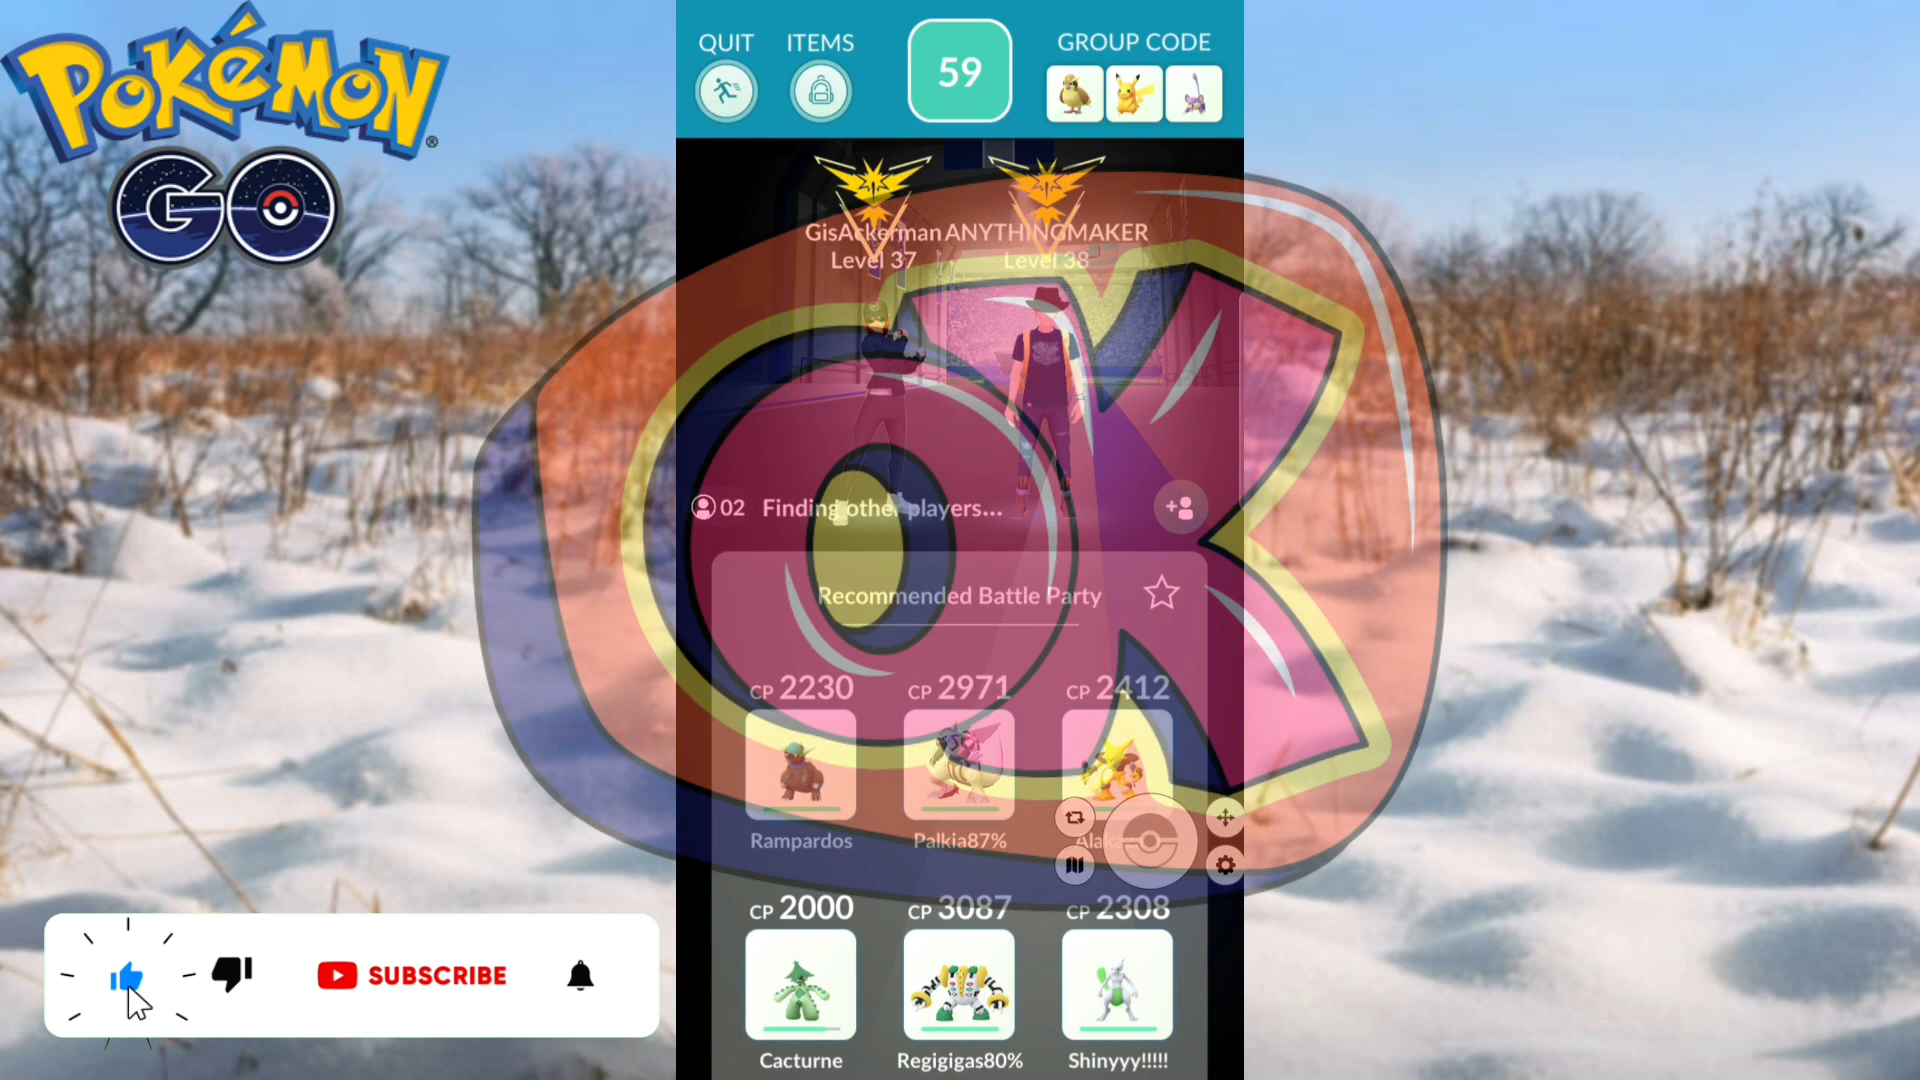 POKéMON
GO
QUIT
ITEMS
59
GROUP CODE
GisAckerman
ANYTHINGMAKER
Level 37
Level 38
02
Finding other players...
OK
Recommended Battle Party
CP 2230
CP 2971
CP 2412
Rampardos
Palkia87%
CP 2000
CP 3087
CP 2308
SUBSCRIBE
Cacturne
Regigigas80%
Shinyyy!!!!!